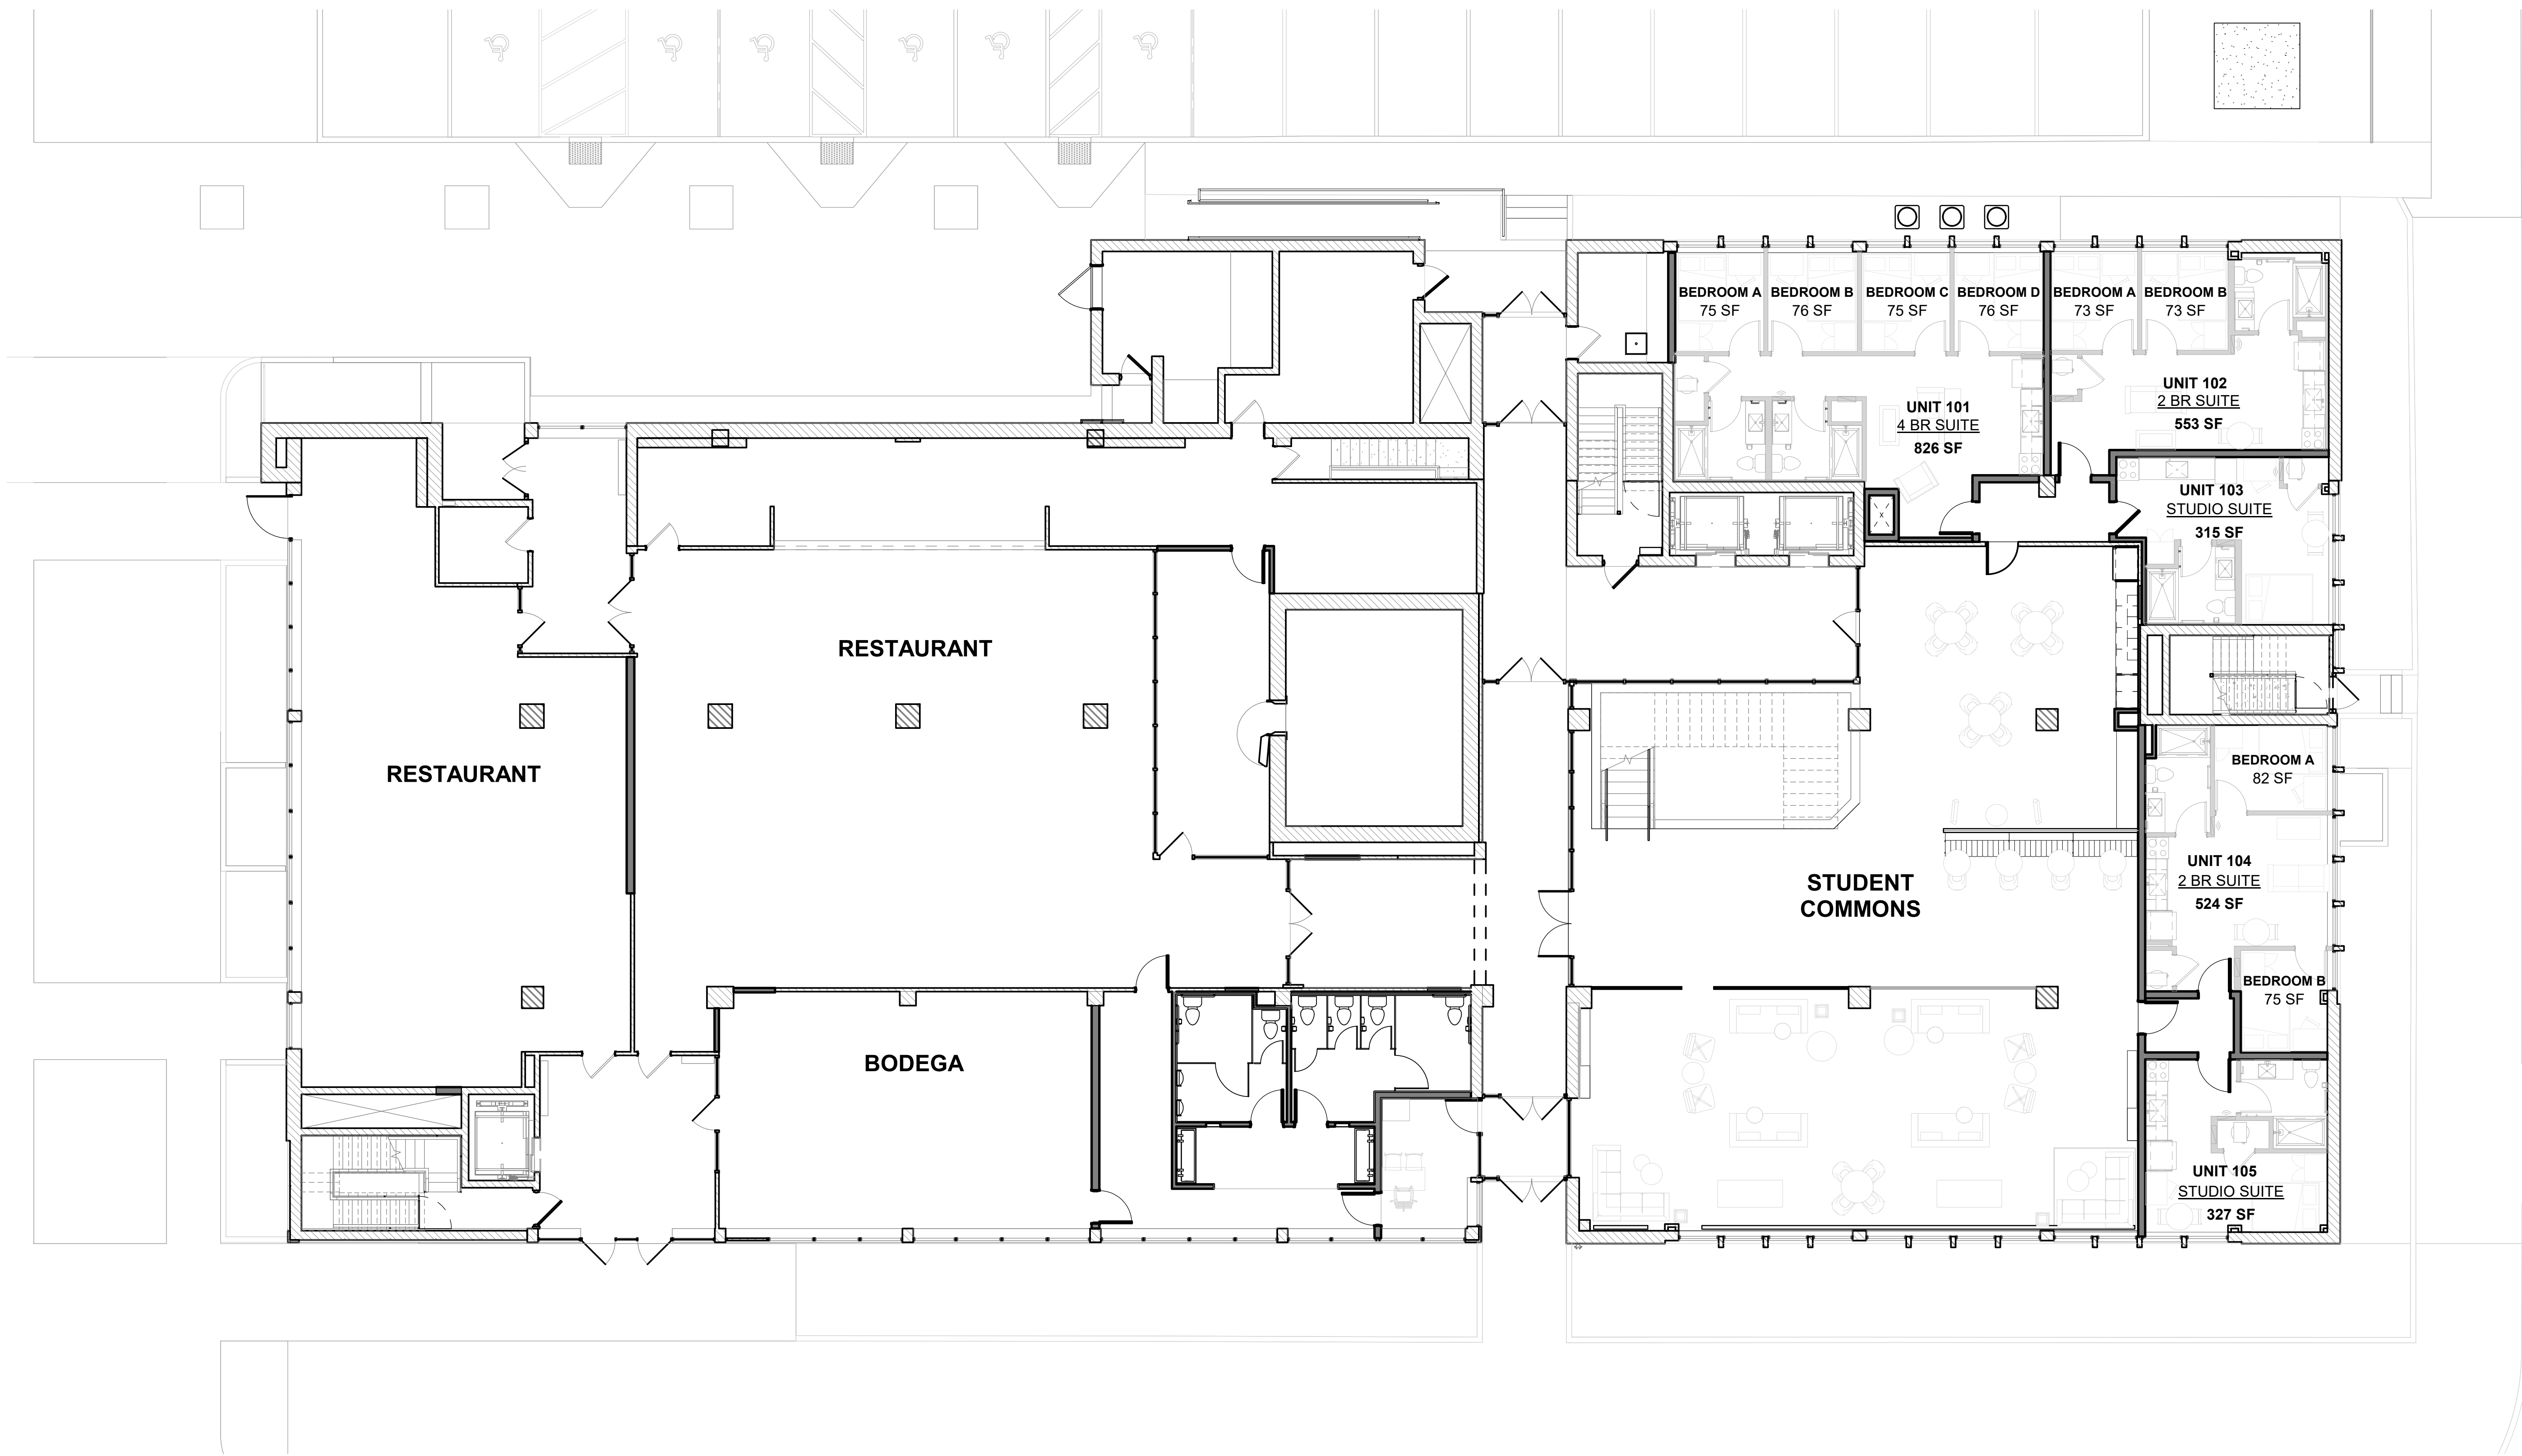 BEDROOM A
75 SF
BEDROOM B
76 SF
BEDROOM C
75 SF
BEDROOM D
76 SF
BEDROOM A
73 SF
BEDROOM B
73 SF
UNIT 101
4 BR SUITE
826 SF
UNIT 102
2 BR SUITE
553 SF
UNIT 103
STUDIO SUITE
315 SF
RESTAURANT
RESTAURANT
BEDROOM A
82 SF
UNIT 104
2 BR SUITE
524 SF
STUDENT
COMMONS
BEDROOM B
75 SF
BODEGA
UNIT 105
STUDIO SUITE
327 SF